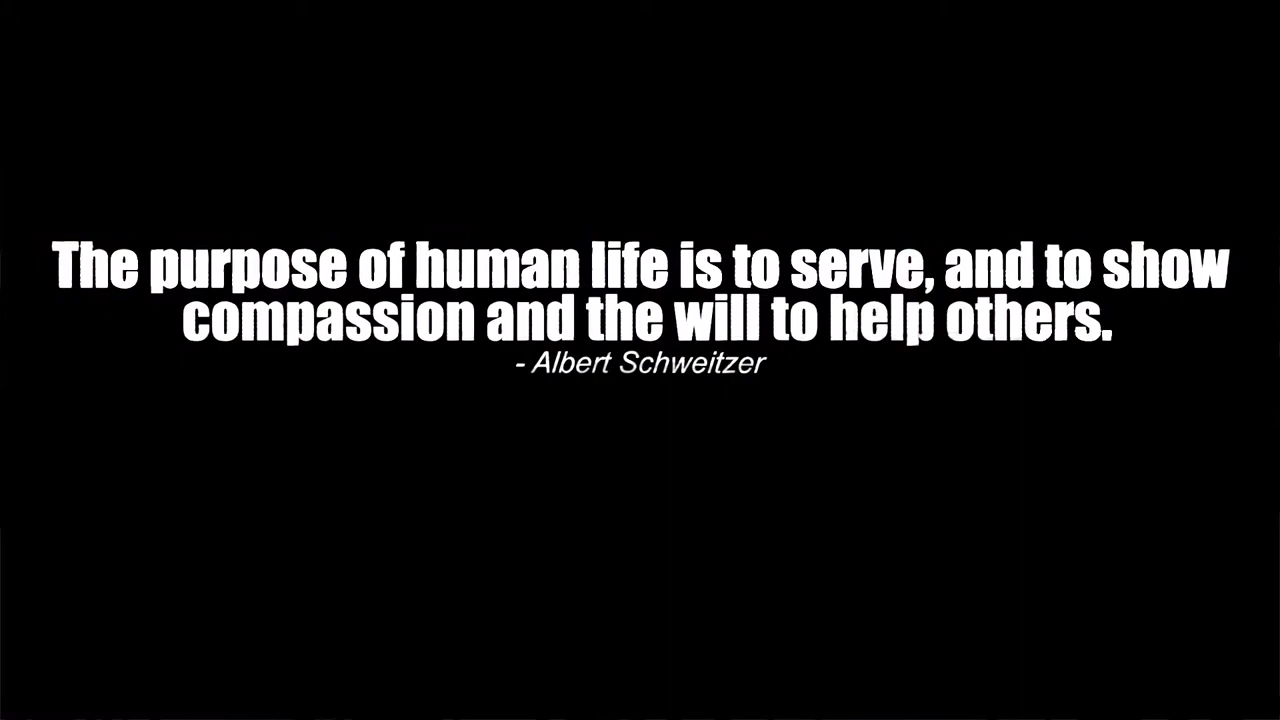 The purpose of human life is to serve, and to show
compassion and the will to help others.
- Albert Schweitzer